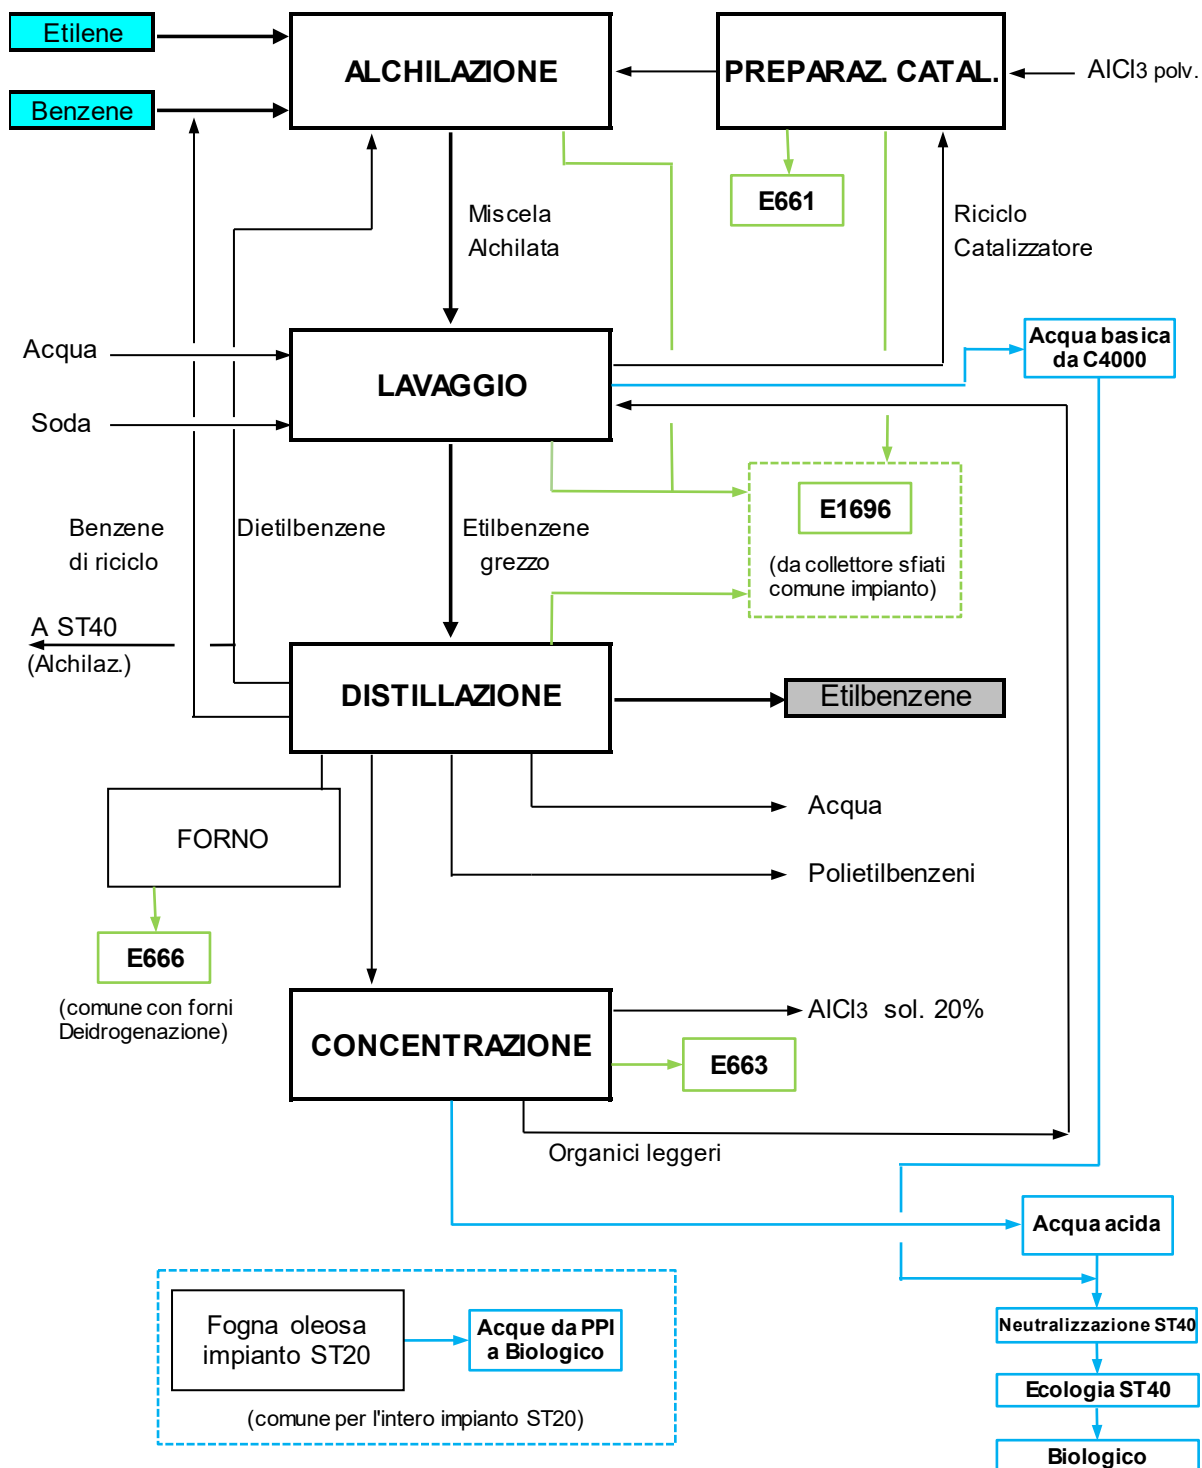 Etilene
ALCHILAZIONE
PREPARAZ. CATAL.
AlCl3 polv.
Benzene
E661
Miscela
Alchilata
Riciclo
Catalizzatore
Acqua
LAVAGGIO
Acqua basica
da C4000
Soda
E1696
(da collettore sfiati
comune impianto)
Benzene
di riciclo
Dietilbenzene
Etilbenzene
grezzo
A ST40
(Alchilaz.)
DISTILLAZIONE
Etilbenzene
FORNO
Acqua
Polietilbenzeni
E666
(comune con forni
Deidrogenazione)
CONCENTRAZIONE
AlCl3 sol. 20%
E663
Organici leggeri
Acqua acida
Fogna oleosa
impianto ST20
Acque da PPI
a Biologico
(comune per l'intero impianto ST20)
Neutralizzazione ST40
Ecologia ST40
Biologico